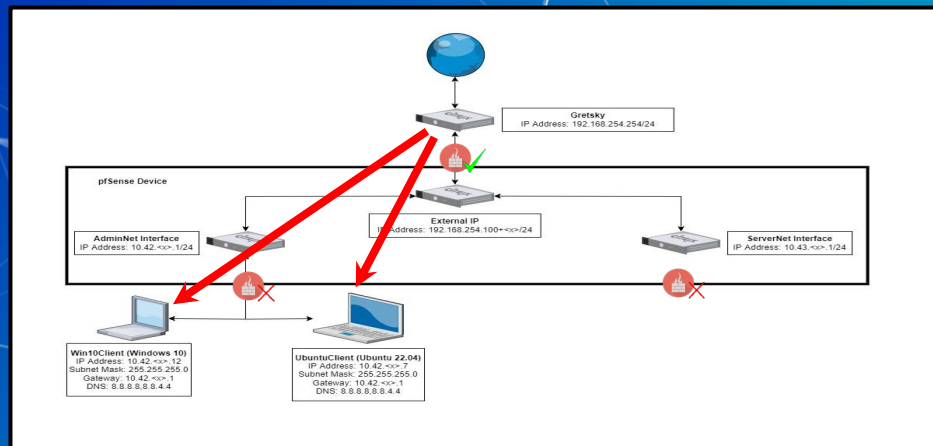 Gretsky
IP Address: 192.168.254.254/24
pfSense Device
External IP
IP Address: 192.168.254.100+<x>/24
AdminNet Interface
IP Address: 10.42.<x>.1/24
ServerNet Interface
IP Address: 10.43.<x>.1/24
Win10Client (Windows 10)
IP Address: 10.42.<x>.12
Subnet Mask: 255.255.255.0
Gateway: 10.42.<x>.1
DNS: 8.8.8.8,8.8.4.4
UbuntuClient (Ubuntu 22.04)
IP Address: 10.42.<x>.7
Subnet Mask: 255.255.255.0
Gateway: 10.42.<x>.1
DNS: 8.8.8.8,8.8.4.4